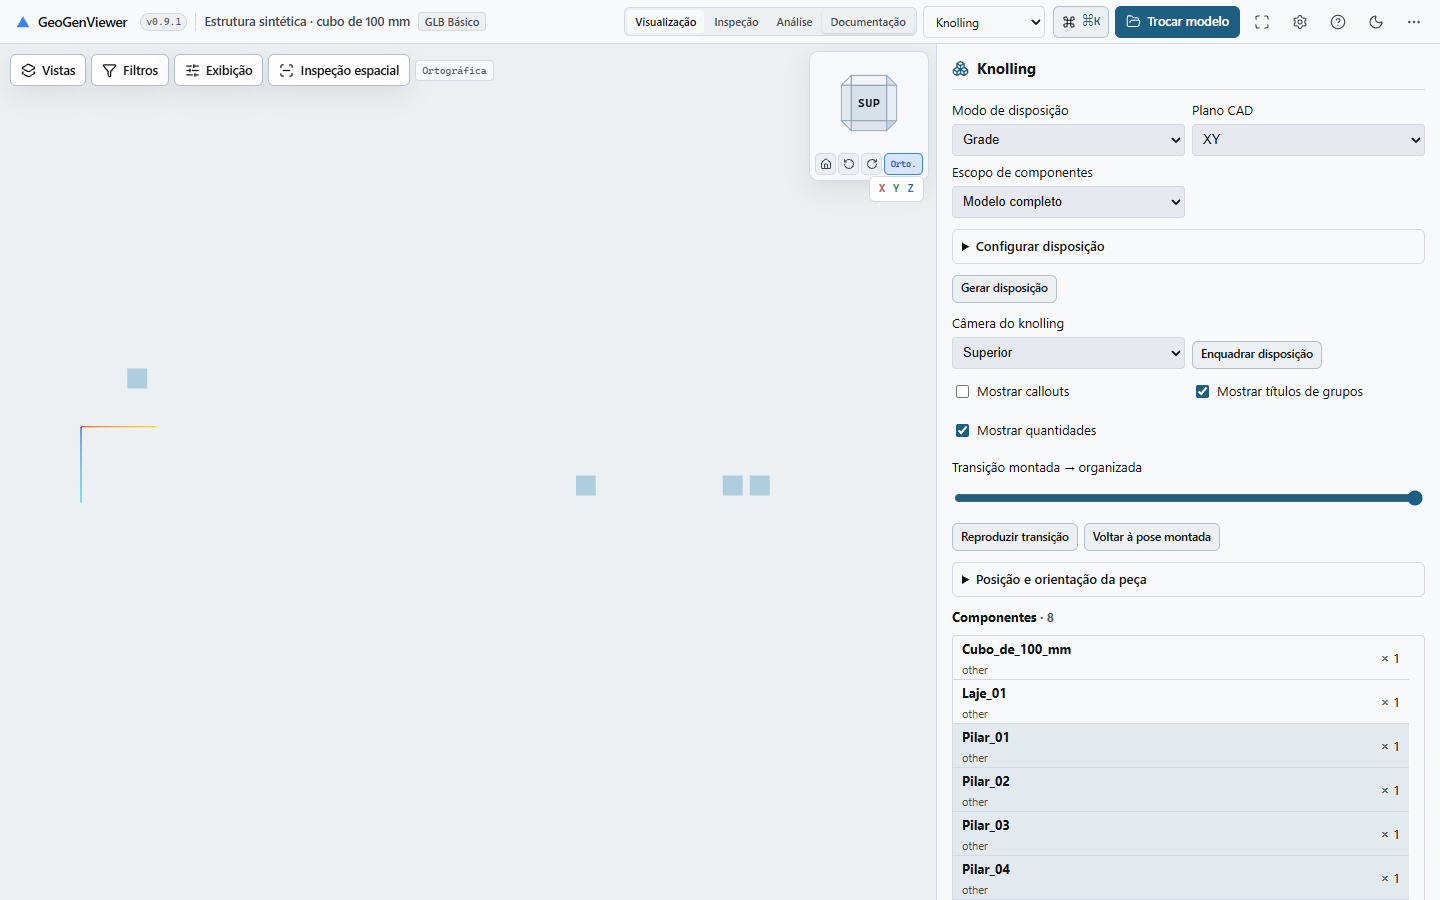 GeoGenViewer v0.9.1 Estrutura sintética · cubo de 100 mm GLB Básico Visualização Inspeção Análise Documentação Knolling ⌘ ⌘K Trocar modelo
Vistas Filtros Exibição Inspeção espacial Ortográfica
SUP
Orto.
X Y Z
Knolling
Modo de disposição Plano CAD
Grade XY
Escopo de componentes
Modelo completo
Configurar disposição
Gerar disposição
Câmera do knolling
Superior Enquadrar disposição
Mostrar callouts Mostrar títulos de grupos
Mostrar quantidades
Transição montada → organizada
Reproduzir transição Voltar à pose montada
Posição e orientação da peça
Componentes · 8
Cubo_de_100_mm × 1
other
Laje_01 × 1
other
Pilar_01 × 1
other
Pilar_02 × 1
other
Pilar_03 × 1
other
Pilar_04 × 1
other